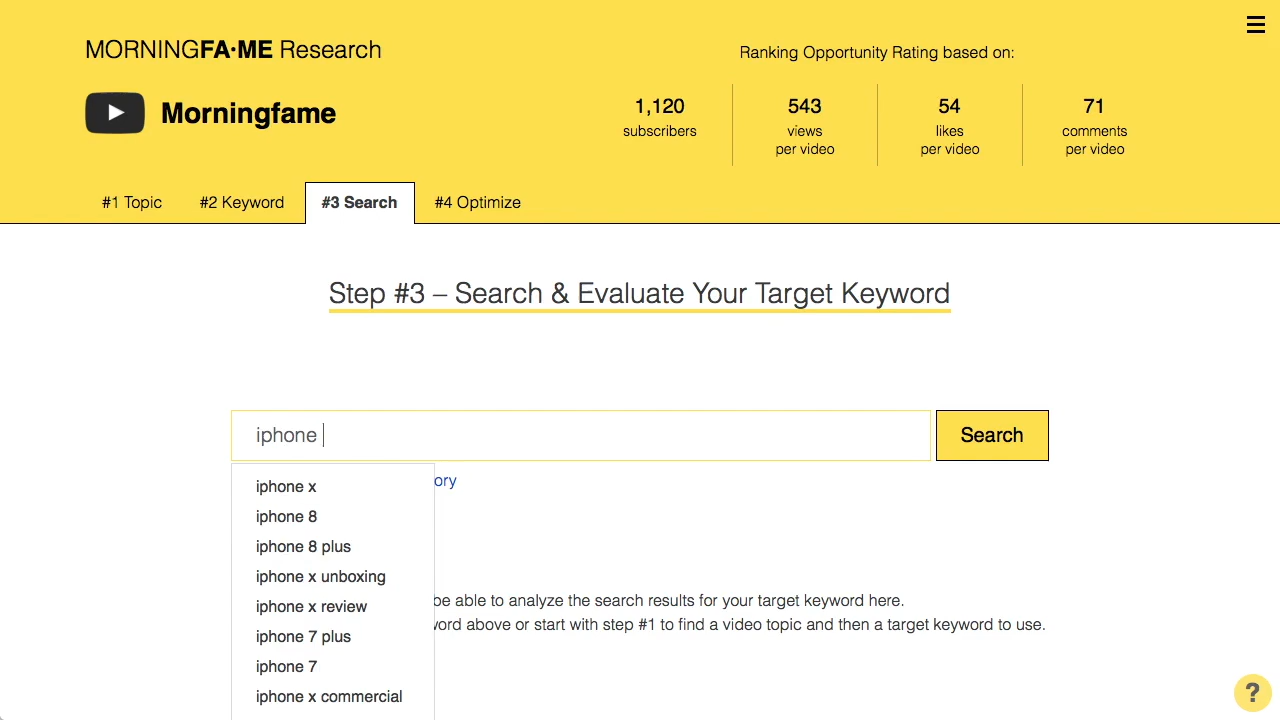 MORNINGFA•ME Research
Ranking Opportunity Rating based on:
Morningfame
1,120
subscribers
543
views
per video
54
likes
per video
71
comments
per video
#1 Topic
#2 Keyword
#3 Search
#4 Optimize
Step #3 – Search & Evaluate Your Target Keyword
iphone
Search
ory
iphone x
iphone 8
iphone 8 plus
iphone x unboxing
iphone x review
iphone 7 plus
iphone 7
iphone x commercial
be able to analyze the search results for your target keyword here.
word above or start with step #1 to find a video topic and then a target keyword to use.
?